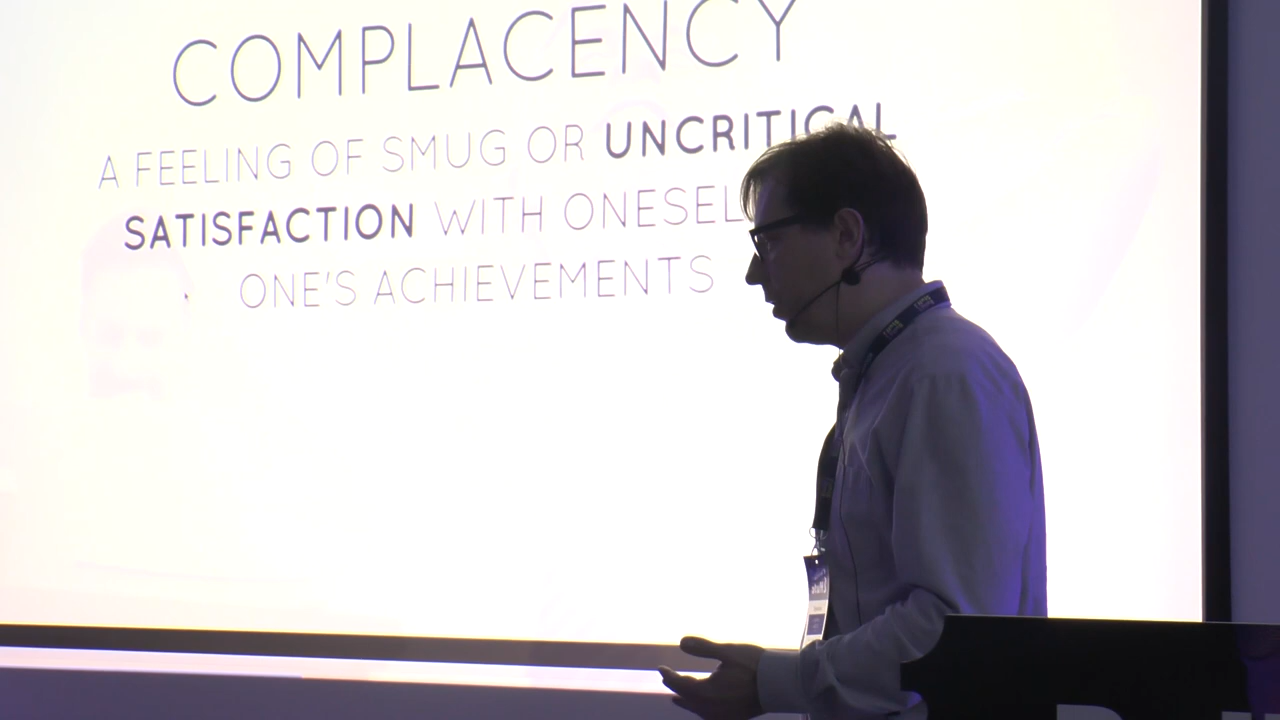 COMPLACENCY
A FEELING OF SMUG OR UNCRITICAL
SATISFACTION WITH ONESEL
ONE'S ACHIEVEMENTS